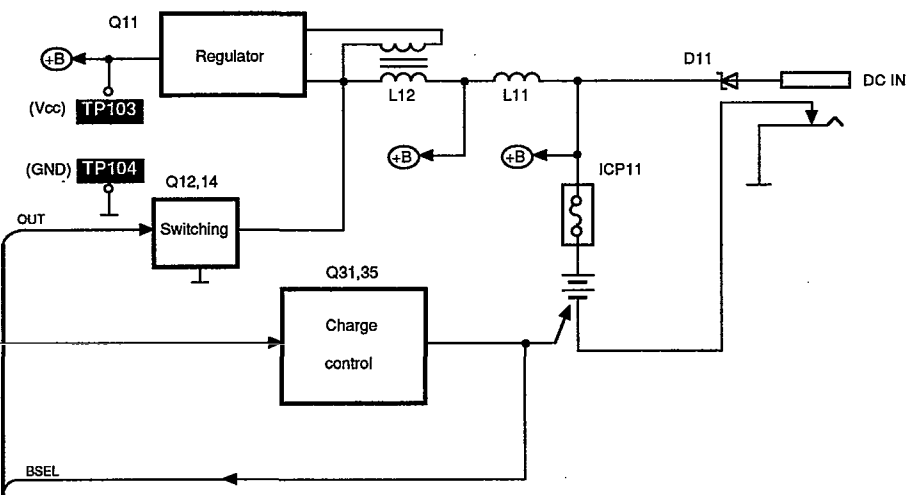 Q11
Regulator
+B
D11
DC IN
L12
L11
(Vcc) TP103
+B
+B
(GND) TP104
ICP11
Q12,14
OUT
Switching
Q31,35
Charge
control
BSEL